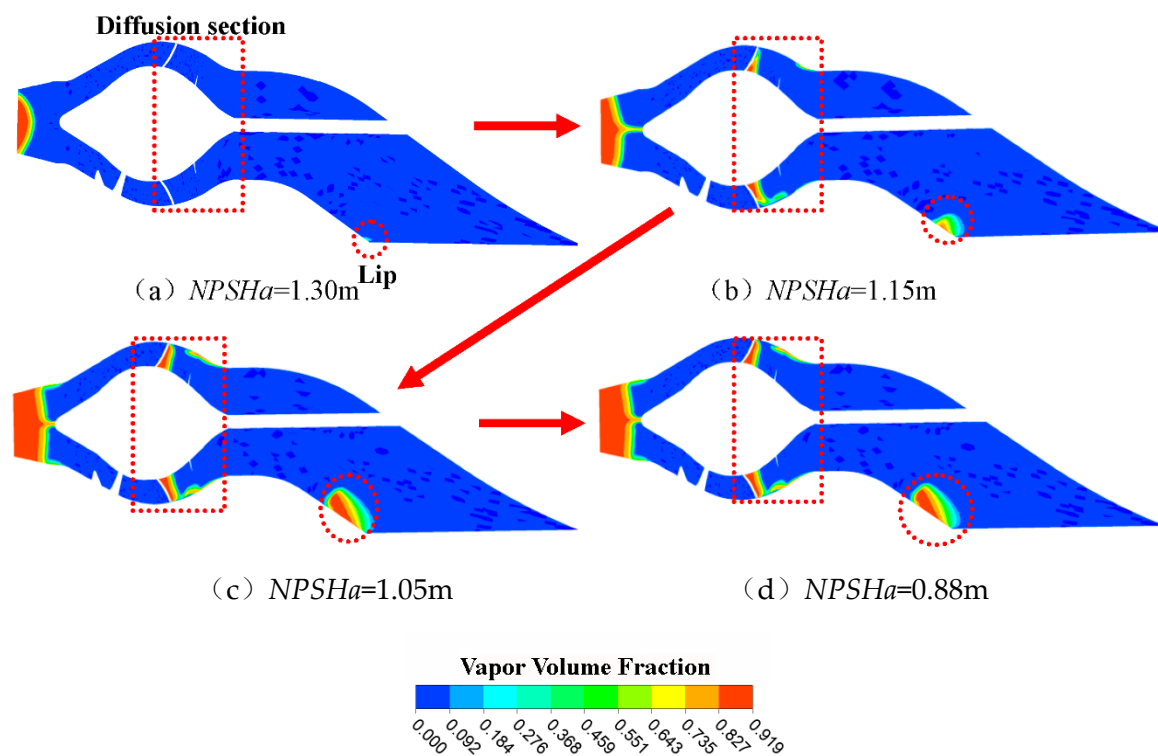 Diffusion section
Lip
(a) NPSHa=1.30m
(b) NPSHa=1.15m
(c) NPSHa=1.05m
(d) NPSHa=0.88m
Vapor Volume Fraction
0.000 0.092 0.184 0.276 0.368 0.459 0.551 0.643 0.735 0.827 0.919